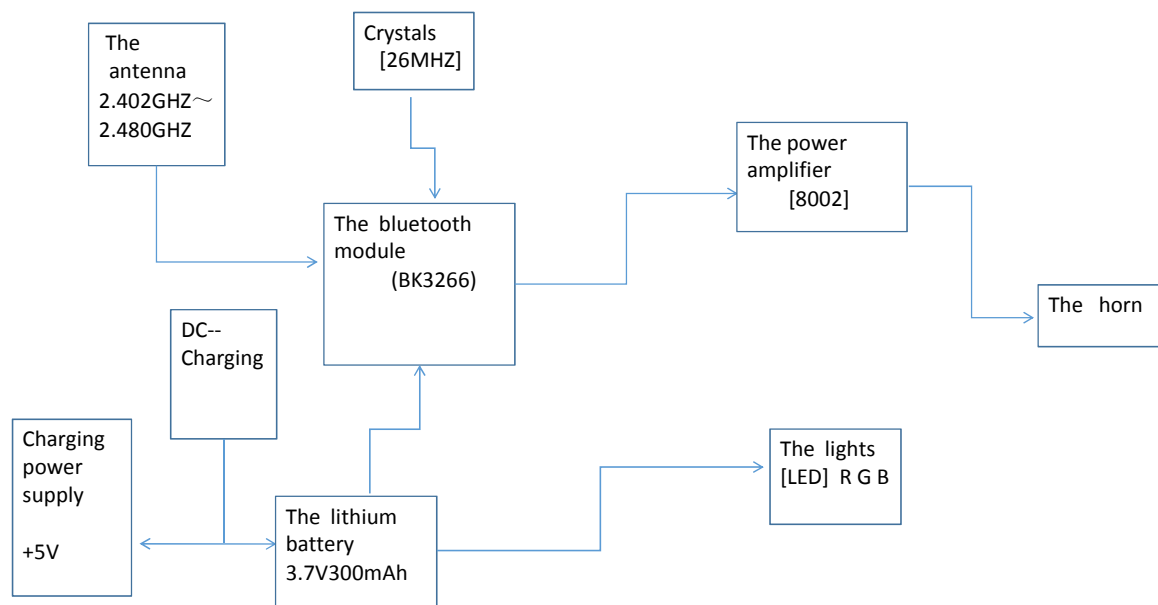 The
antenna
2.402GHZ～
2.480GHZ
Crystals
[26MHZ]
The power
amplifier
[8002]
The bluetooth
module
(BK3266)
The horn
DC--
Charging
Charging
power
supply
+5V
The lithium
battery
3.7V300mAh
The lights
[LED] R G B